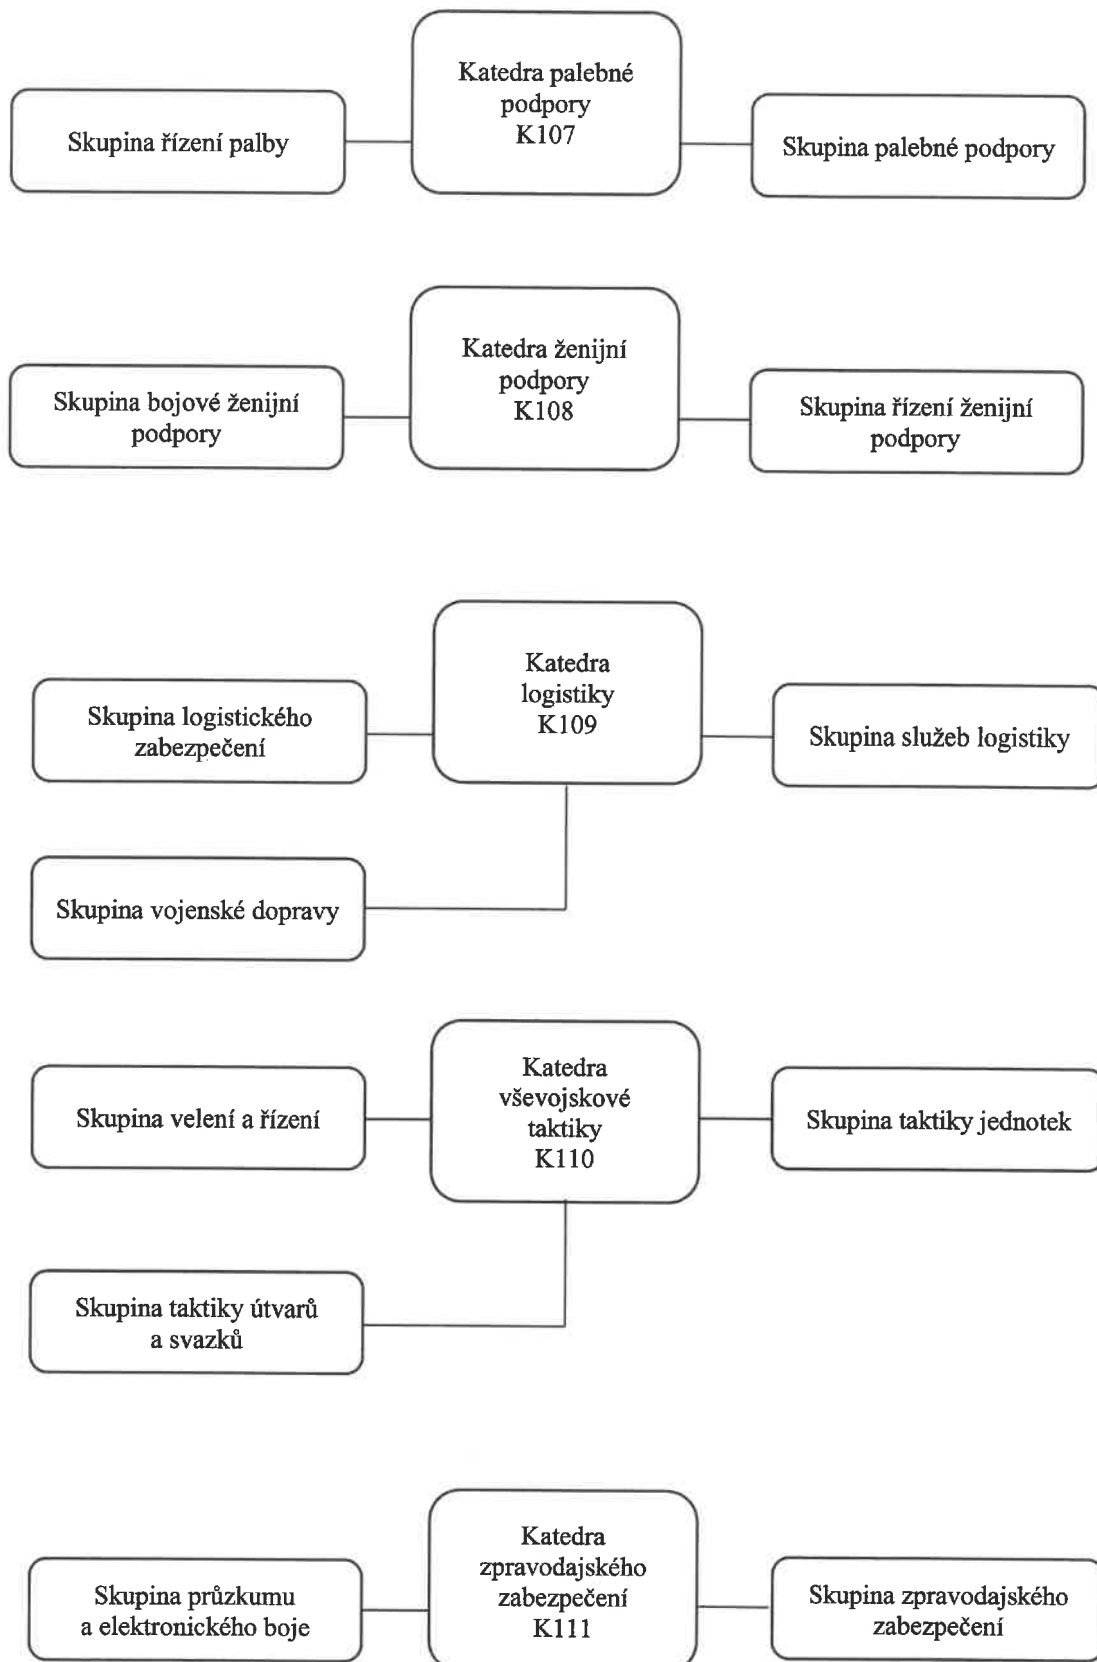 Katedra palebné
podpory
K107
Skupina řízení palby
Skupina palebné podpory
Katedra ženijní
podpory
K108
Skupina bojové ženijní
podpory
Skupina řízení ženijní
podpory
Katedra
logistiky
K109
Skupina logistického
zabezpečení
Skupina služeb logistiky
Skupina vojenské dopravy
Katedra
vševojskové
taktiky
K110
Skupina velení a řízení
Skupina taktiky jednotek
Skupina taktiky útvarů
a svazků
Katedra
zpravodajského
zabezpečení
K111
Skupina průzkumu
a elektronického boje
Skupina zpravodajského
zabezpečení